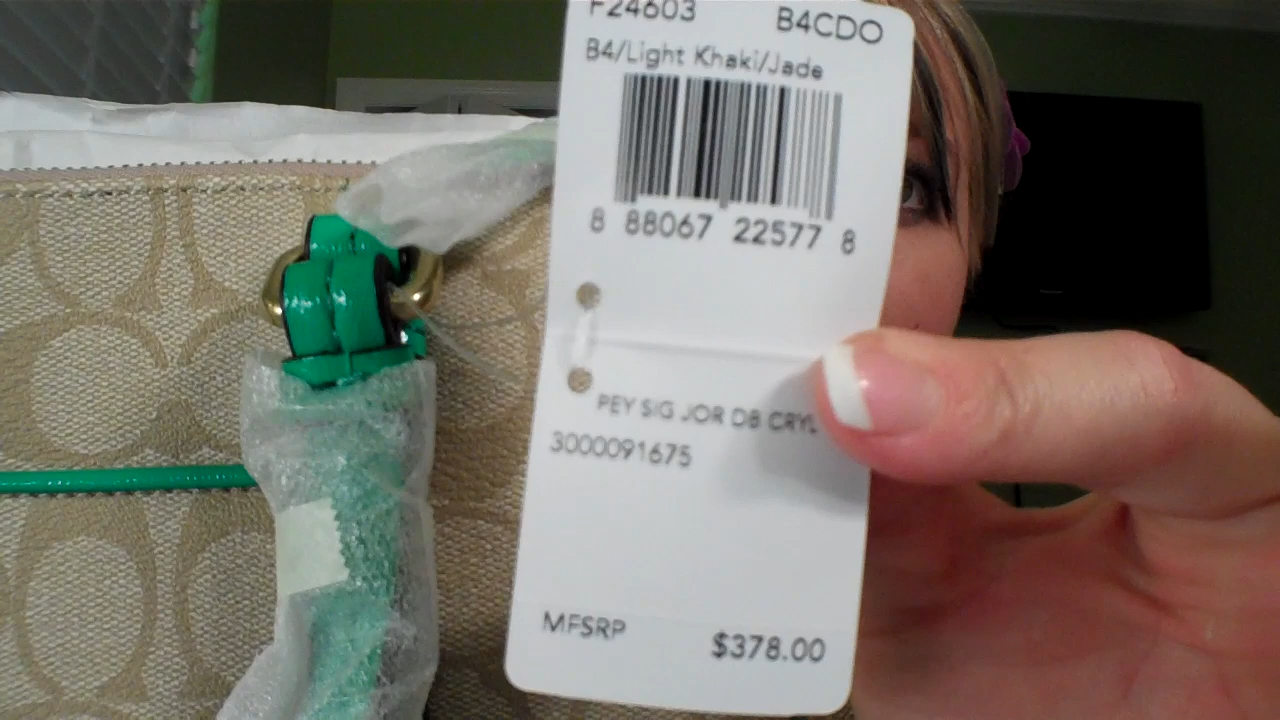 F24603 B4CDO
B4/Light Khaki/Jade
8 88067 22577 8
PEY SIG JOR DB CRYL
3000091675
MFSRP $378.00